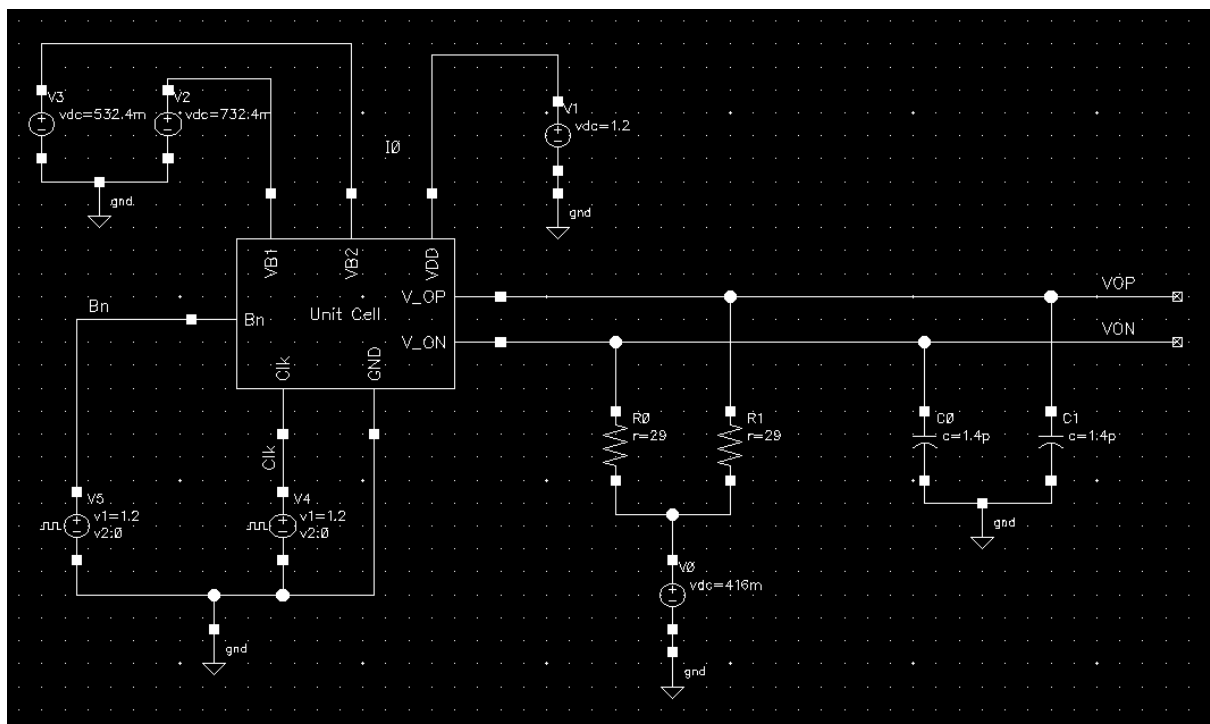 V3
vdc=532.4m
V2
vdc=732.4m
V1
vdc=1.2
I0
gnd
gnd
VB1
VB2
VDD
V_OP
VOP
Bn
Bn
Unit Cell
V_ON
VON
Clk
GND
R0
r=29
R1
r=29
C0
c=1.4p
C1
c=1.4p
Clk
V5
v1=1.2
v2:0
V4
v1=1.2
v2:0
gnd
V0
vdc=416m
gnd
gnd